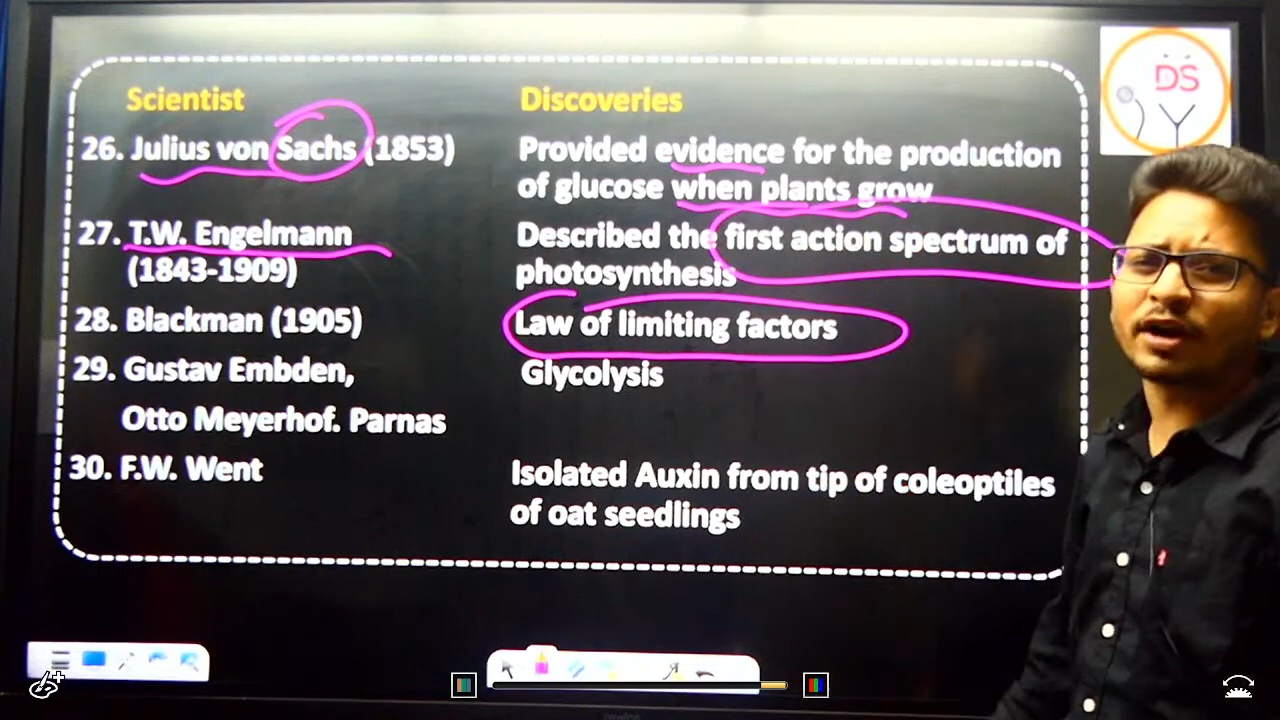 Scientist Discoveries
26. Julius von Sachs (1853) Provided evidence for the production
of glucose when plants grow
27. T.W. Engelmann Described the first action spectrum of
(1843-1909) photosynthesis
28. Blackman (1905) Law of limiting factors
29. Gustav Embden, Glycolysis
Otto Meyerhof. Parnas
30. F.W. Went Isolated Auxin from tip of coleoptiles
of oat seedlings
DS